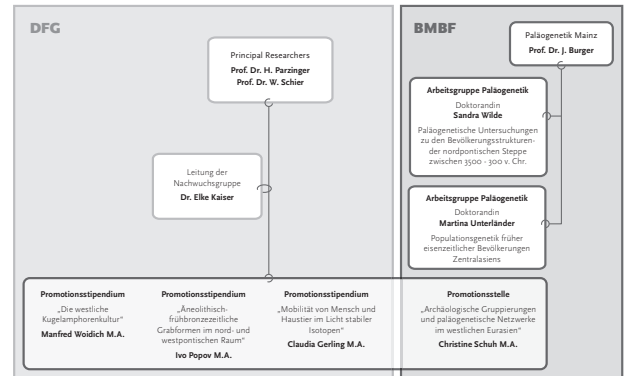 DFG
Principal Researchers
Prof. Dr. H. Parzinger
Prof. Dr. W. Schier
Leitung der
Nachwuchsgruppe
Dr. Elke Kaiser
BMBF
Paläogenetik Mainz
Prof. Dr. J. Burger
Arbeitsgruppe Paläogenetik
Doktorandin
Sandra Wilde
Paläogenetische Untersuchungen
zu den Bevölkerungsstrukturen-
der nordpontischen Steppe
zwischen 3500 - 300 v. Chr.
Arbeitsgruppe Paläogenetik
Doktorandin
Martina Unterländer
Populationsgenetik früher
eisenzeitlicher Bevölkerungen
Zentralasiens
Promotionsstipendium
„Die westliche
Kugelamphorenkultur“
Manfred Woidich M.A.
Promotionsstipendium
„Äneolithisch-
frühbronzezeitliche
Grabformen im nord- und
westpontischen Raum“
Ivo Popov M.A.
Promotionsstipendium
„Mobilität von Mensch und
Haustier im Licht stabiler
Isotopen“
Claudia Gerling M.A.
Promotionsstelle
„Archäologische Gruppierungen
und paläogenetische Netzwerke
im westlichen Eurasien“
Christine Schuh M.A.